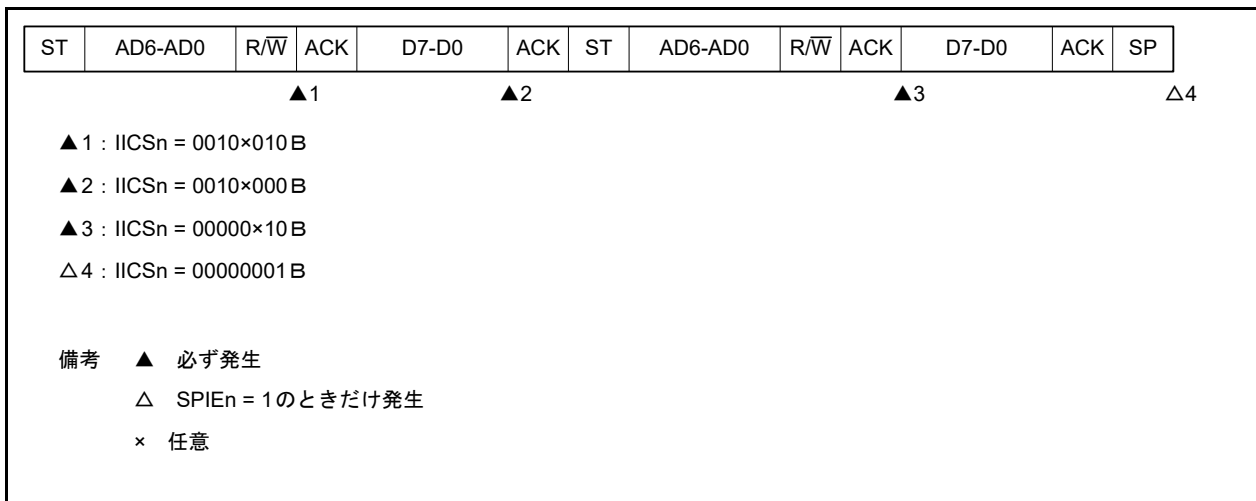 ST AD6-AD0 R/W̅ ACK D7-D0 ACK ST AD6-AD0 R/W̅ ACK D7-D0 ACK SP
▲1 ▲2 ▲3 △4
▲1：IICSn = 0010×010B
▲2：IICSn = 0010×000B
▲3：IICSn = 00000×10B
△4：IICSn = 00000001B
備考 ▲ 必ず発生
△ SPIEn = 1のときだけ発生
× 任意